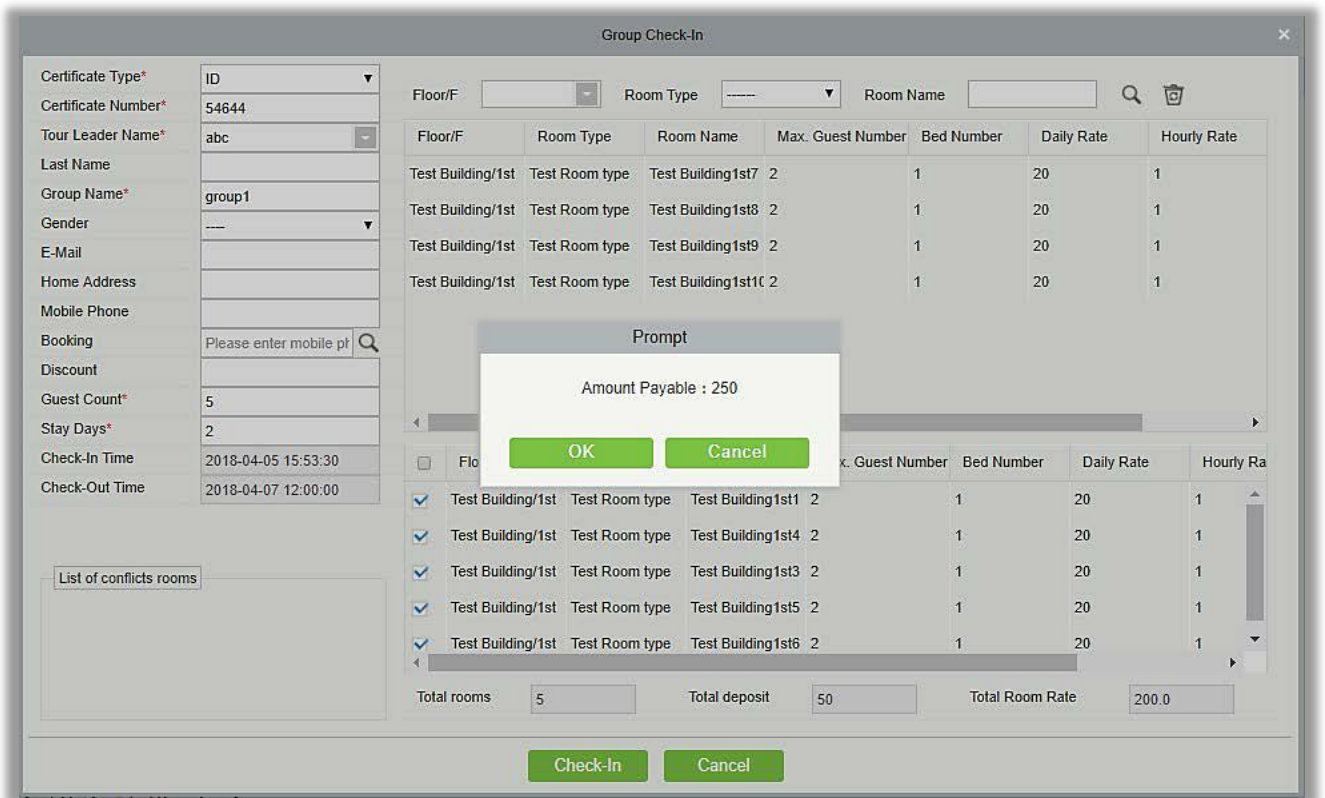 Group Check-In
Certificate Type* ID
Certificate Number* 54644
Tour Leader Name* abc
Last Name
Group Name* group1
Gender ----
E-Mail
Home Address
Mobile Phone
Booking Please enter mobile ph
Discount
Guest Count* 5
Stay Days* 2
Check-In Time 2018-04-05 15:53:30
Check-Out Time 2018-04-07 12:00:00
List of conflicts rooms
Floor/F Room Type ------ Room Name
Floor/F Room Type Room Name Max. Guest Number Bed Number Daily Rate Hourly Rate
Test Building/1st Test Room type Test Building1st7 2 1 20 1
Test Building/1st Test Room type Test Building1st8 2 1 20 1
Test Building/1st Test Room type Test Building1st9 2 1 20 1
Test Building/1st Test Room type Test Building1st1( 2 1 20 1
Prompt
Amount Payable : 250
OK Cancel
Flo x. Guest Number Bed Number Daily Rate Hourly Ra
Test Building/1st Test Room type Test Building1st1 2 1 20 1
Test Building/1st Test Room type Test Building1st4 2 1 20 1
Test Building/1st Test Room type Test Building1st3 2 1 20 1
Test Building/1st Test Room type Test Building1st5 2 1 20 1
Test Building/1st Test Room type Test Building1st6 2 1 20 1
Total rooms 5 Total deposit 50 Total Room Rate 200.0
Check-In Cancel